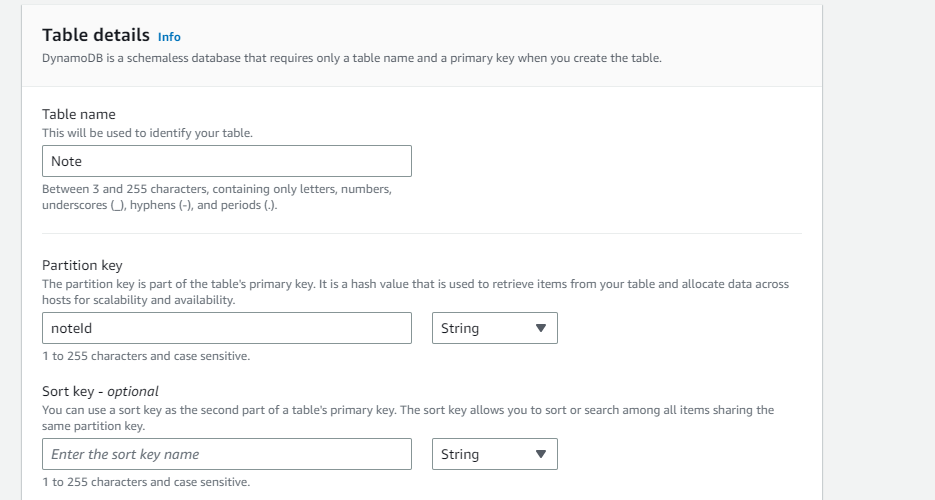 Table details Info
DynamoDB is a schemaless database that requires only a table name and a primary key when you create the table.
Table name
This will be used to identify your table.
Note
Between 3 and 255 characters, containing only letters, numbers,
underscores (_), hyphens (-), and periods (.).
Partition key
The partition key is part of the table's primary key. It is a hash value that is used to retrieve items from your table and allocate data across
hosts for scalability and availability.
noteId String
1 to 255 characters and case sensitive.
Sort key - optional
You can use a sort key as the second part of a table's primary key. The sort key allows you to sort or search among all items sharing the
same partition key.
Enter the sort key name String
1 to 255 characters and case sensitive.